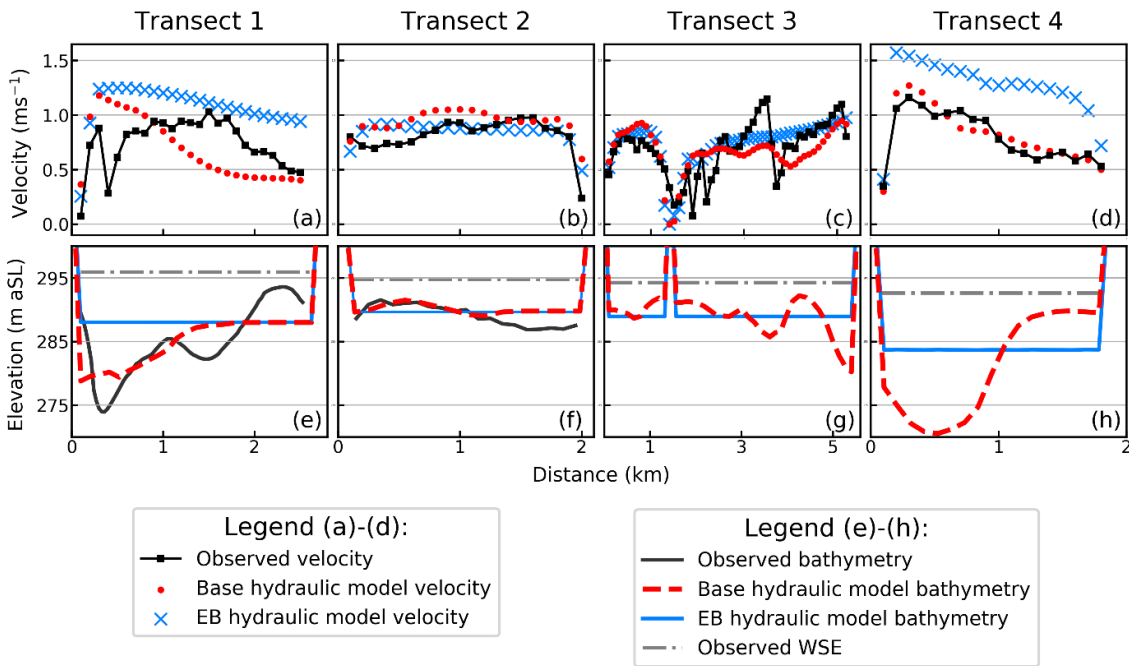 Transect 1 Transect 2 Transect 3 Transect 4
Velocity (ms⁻¹)
1.5
1.0
0.5
0.0
(a) (b) (c) (d)
Elevation (m aSL)
295
285
275
(e) (f) (g) (h)
0 1 2 0 1 2 1 3 5 0 1 2
Distance (km)
Legend (a)-(d):
Observed velocity
Base hydraulic model velocity
EB hydraulic model velocity
Legend (e)-(h):
Observed bathymetry
Base hydraulic model bathymetry
EB hydraulic model bathymetry
Observed WSE